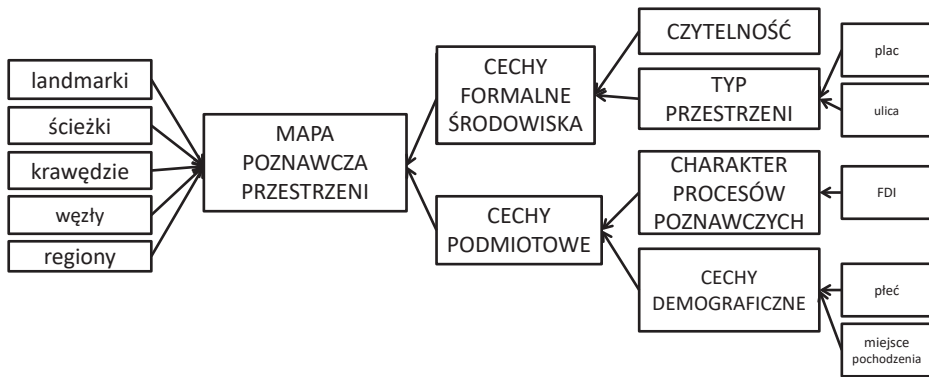 landmarki
ścieżki
krawędzie
węzły
regiony
MAPA
POZNAWCZA
PRZESTRZENI
CECHY
FORMALNE
ŚRODOWISKA
CECHY
PODMIOTOWE
CZYTELNOŚĆ
TYP
PRZESTRZENI
CHARAKTER
PROCESÓW
POZNAWCZYCH
CECHY
DEMOGRAFICZNE
plac
ulica
FDI
płeć
miejsce
pochodzenia